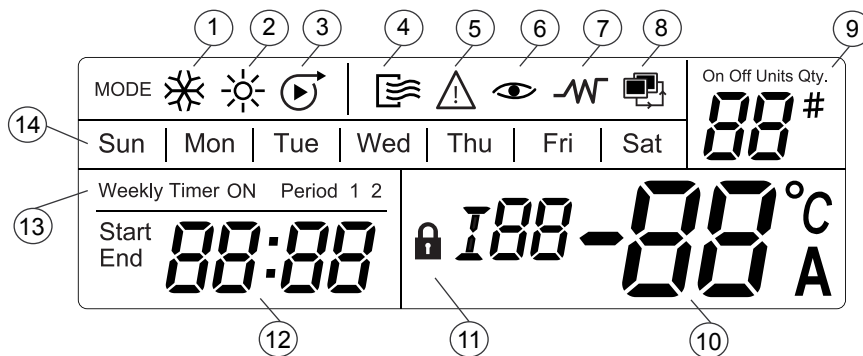 1 2 3 4 5 6 7 8 9
MODE
On Off Units Qty.
88 #
14
Sun Mon Tue Wed Thu Fri Sat
13
Weekly Timer ON Period 1 2
Start
End
88:88
I88 -88 °C
A
12 11 10